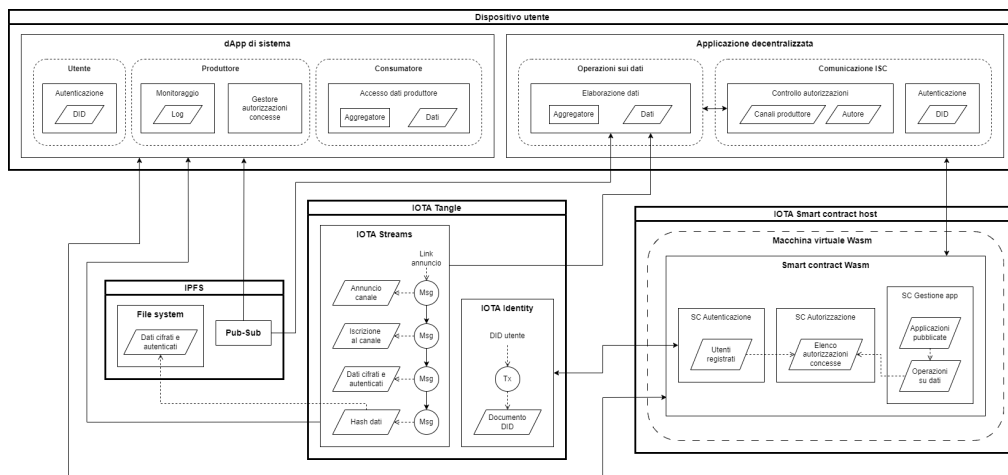 Dispositivo utente
dApp di sistema
Utente
Autenticazione
DID
Produttore
Monitoraggio
Log
Gestore
autorizzazioni
concesse
Consumatore
Accesso dati produttore
Aggregatore
Dati
Applicazione decentralizzata
Operazioni sui dati
Elaborazione dati
Aggregatore
Dati
Comunicazione ISC
Controllo autorizzazioni
Canali produttore
Autore
Autenticazione
DID
IPFS
File system
Dati cifrati e
autenticati
Pub-Sub
IOTA Tangle
IOTA Streams
Link
annuncio
Annuncio
canale
Msg
Iscrizione
al canale
Msg
Dati cifrati e
autenticati
Msg
Hash dati
Msg
IOTA Identity
DID utente
Tx
Documento
DID
IOTA Smart contract host
Macchina virtuale Wasm
Smart contract Wasm
SC Autenticazione
Utenti
registrati
SC Autorizzazione
Elenco
autorizzazioni
concesse
SC Gestione app
Applicazioni
pubblicate
Operazioni
su dati